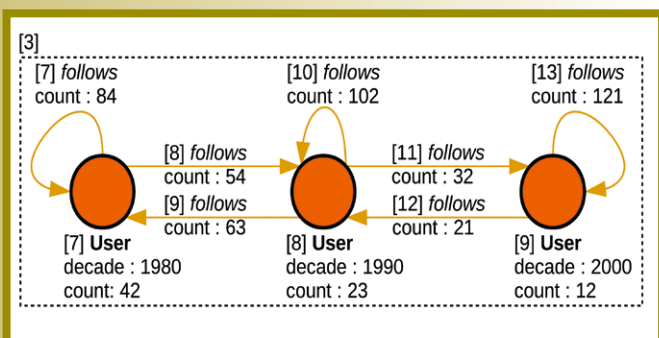 [3]
[7] follows
count : 84
[10] follows
count : 102
[13] follows
count : 121
[8] follows
count : 54
[11] follows
count : 32
[9] follows
count : 63
[12] follows
count : 21
[7] User
decade : 1980
count: 42
[8] User
decade : 1990
count : 23
[9] User
decade : 2000
count : 12